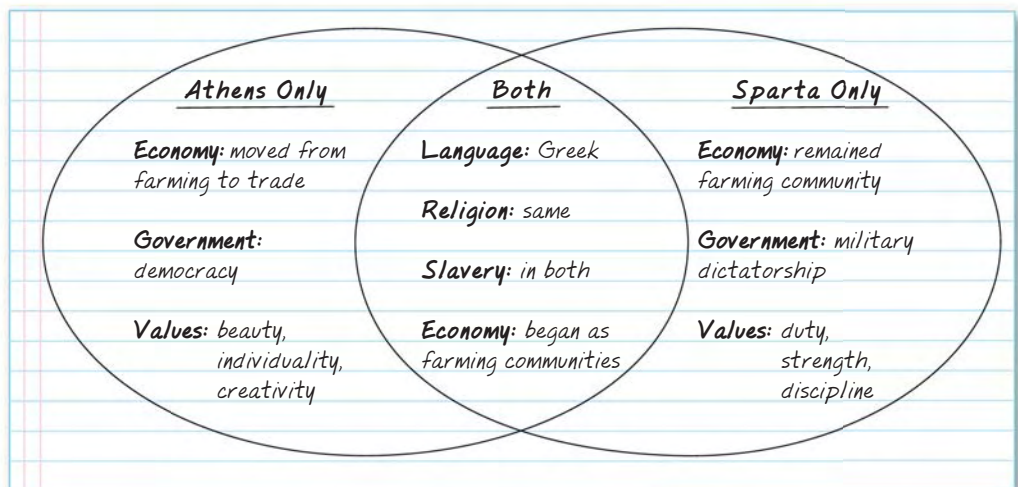 Athens Only
Economy: moved from
farming to trade
Government:
democracy
Values: beauty,
individuality,
creativity
Both
Language: Greek
Religion: same
Slavery: in both
Economy: began as
farming communities
Sparta Only
Economy: remained
farming community
Government: military
dictatorship
Values: duty,
strength,
discipline